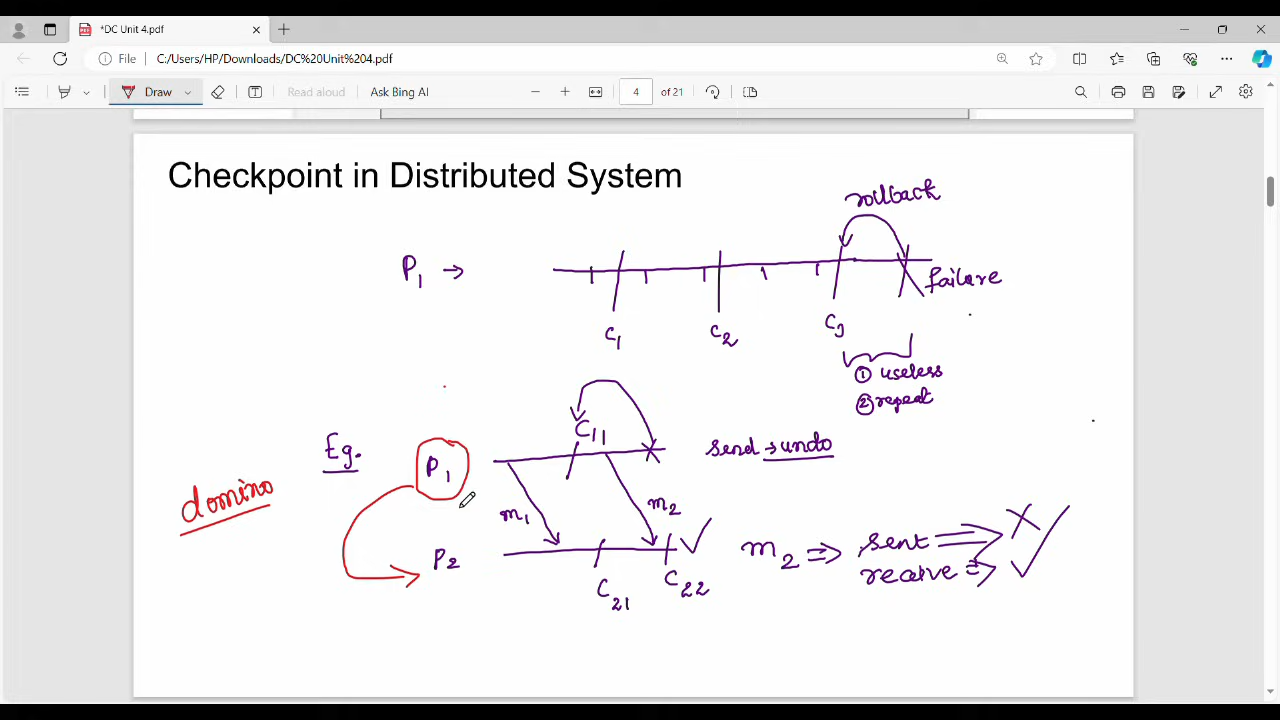 *DC Unit 4.pdf
File
C:/Users/HP/Downloads/DC%20Unit%204.pdf
Draw
Read aloud
Ask Bing AI
4
of 21
Checkpoint in Distributed System
rollback
P1 →
failure
C1
C2
C3
① useless
② repeat
Eg.
C11
P1
send → undo
domino
m1
m2
P2
m2 ⇒ sent ⇒ ✗
receive ⇒ ✓
C21
C22